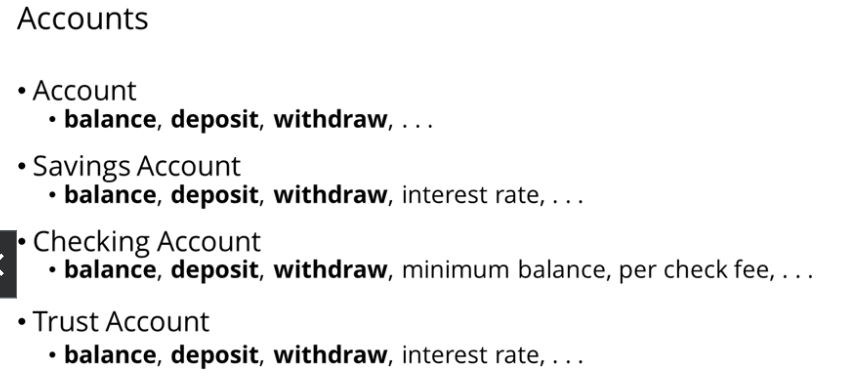 Accounts
• Account
• balance, deposit, withdraw, . . .
• Savings Account
• balance, deposit, withdraw, interest rate, . . .
• Checking Account
• balance, deposit, withdraw, minimum balance, per check fee, . . .
• Trust Account
• balance, deposit, withdraw, interest rate, . . .